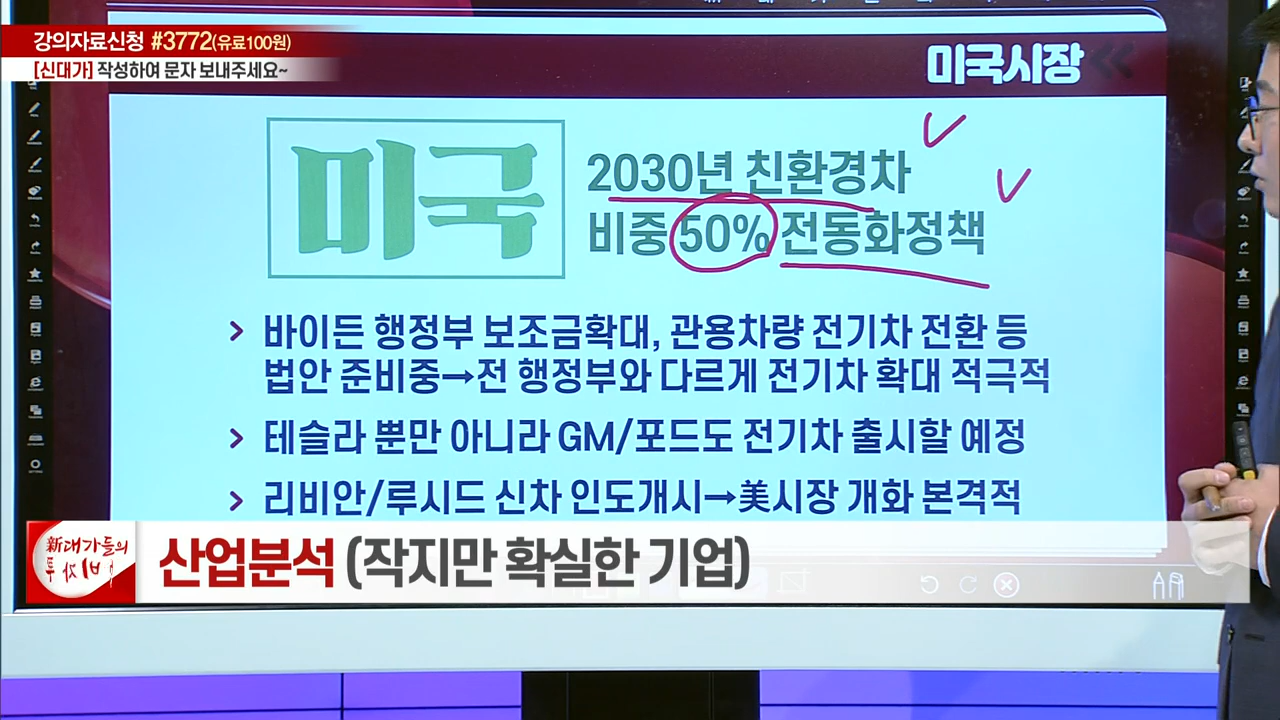 강의자료신청 #3772(유료100원)
[신대가] 작성하여 문자 보내주세요~
미국시장
미국
2030년 친환경차
비중 50% 전동화정책
> 바이든 행정부 보조금확대, 관용차량 전기차 전환 등
법안 준비중→전 행정부와 다르게 전기차 확대 적극적
> 테슬라 뿐만 아니라 GM/포드도 전기차 출시할 예정
> 리비안/루시드 신차 인도개시→美시장 개화 본격적
新대가들의
산업분석 (작지만 확실한 기업)